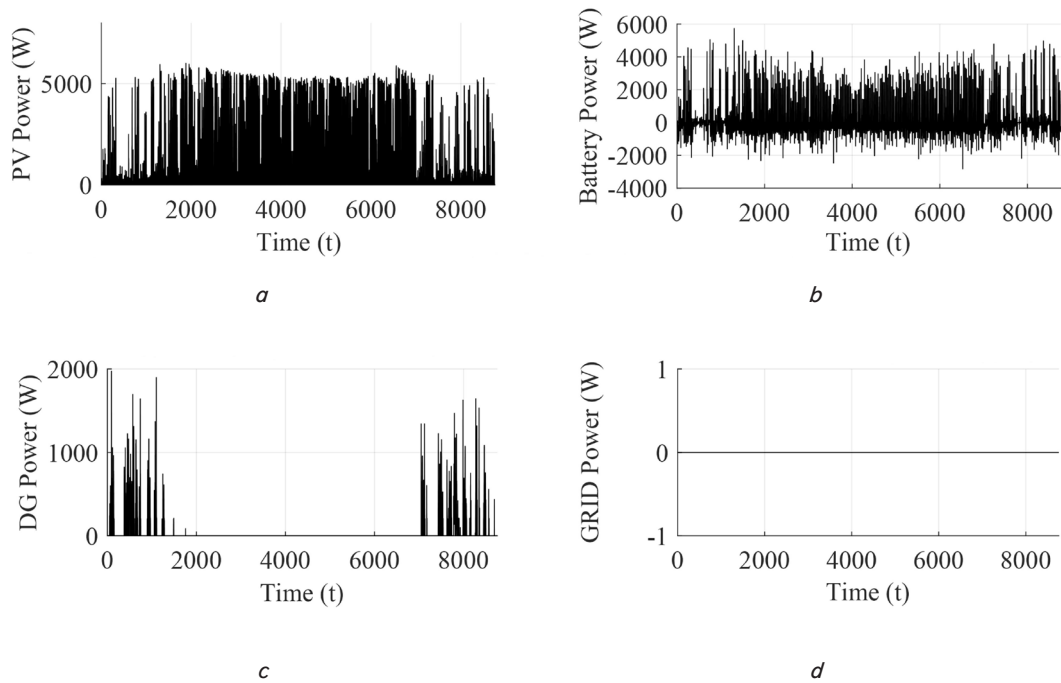 PV Power (W)
5000
0
0 2000 4000 6000 8000
Time (t)
a
Battery Power (W)
6000
4000
2000
0
-2000
-4000
0 2000 4000 6000 8000
Time (t)
b
DG Power (W)
2000
1000
0
0 2000 4000 6000 8000
Time (t)
c
GRID Power (W)
1
0
-1
0 2000 4000 6000 8000
Time (t)
d